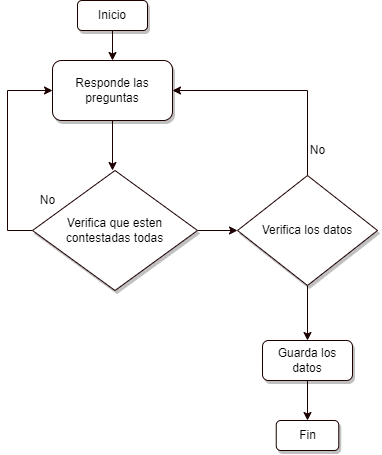 Inicio
Responde las
preguntas
No
No
Verifica que esten
contestadas todas
Verifica los datos
Guarda los
datos
Fin